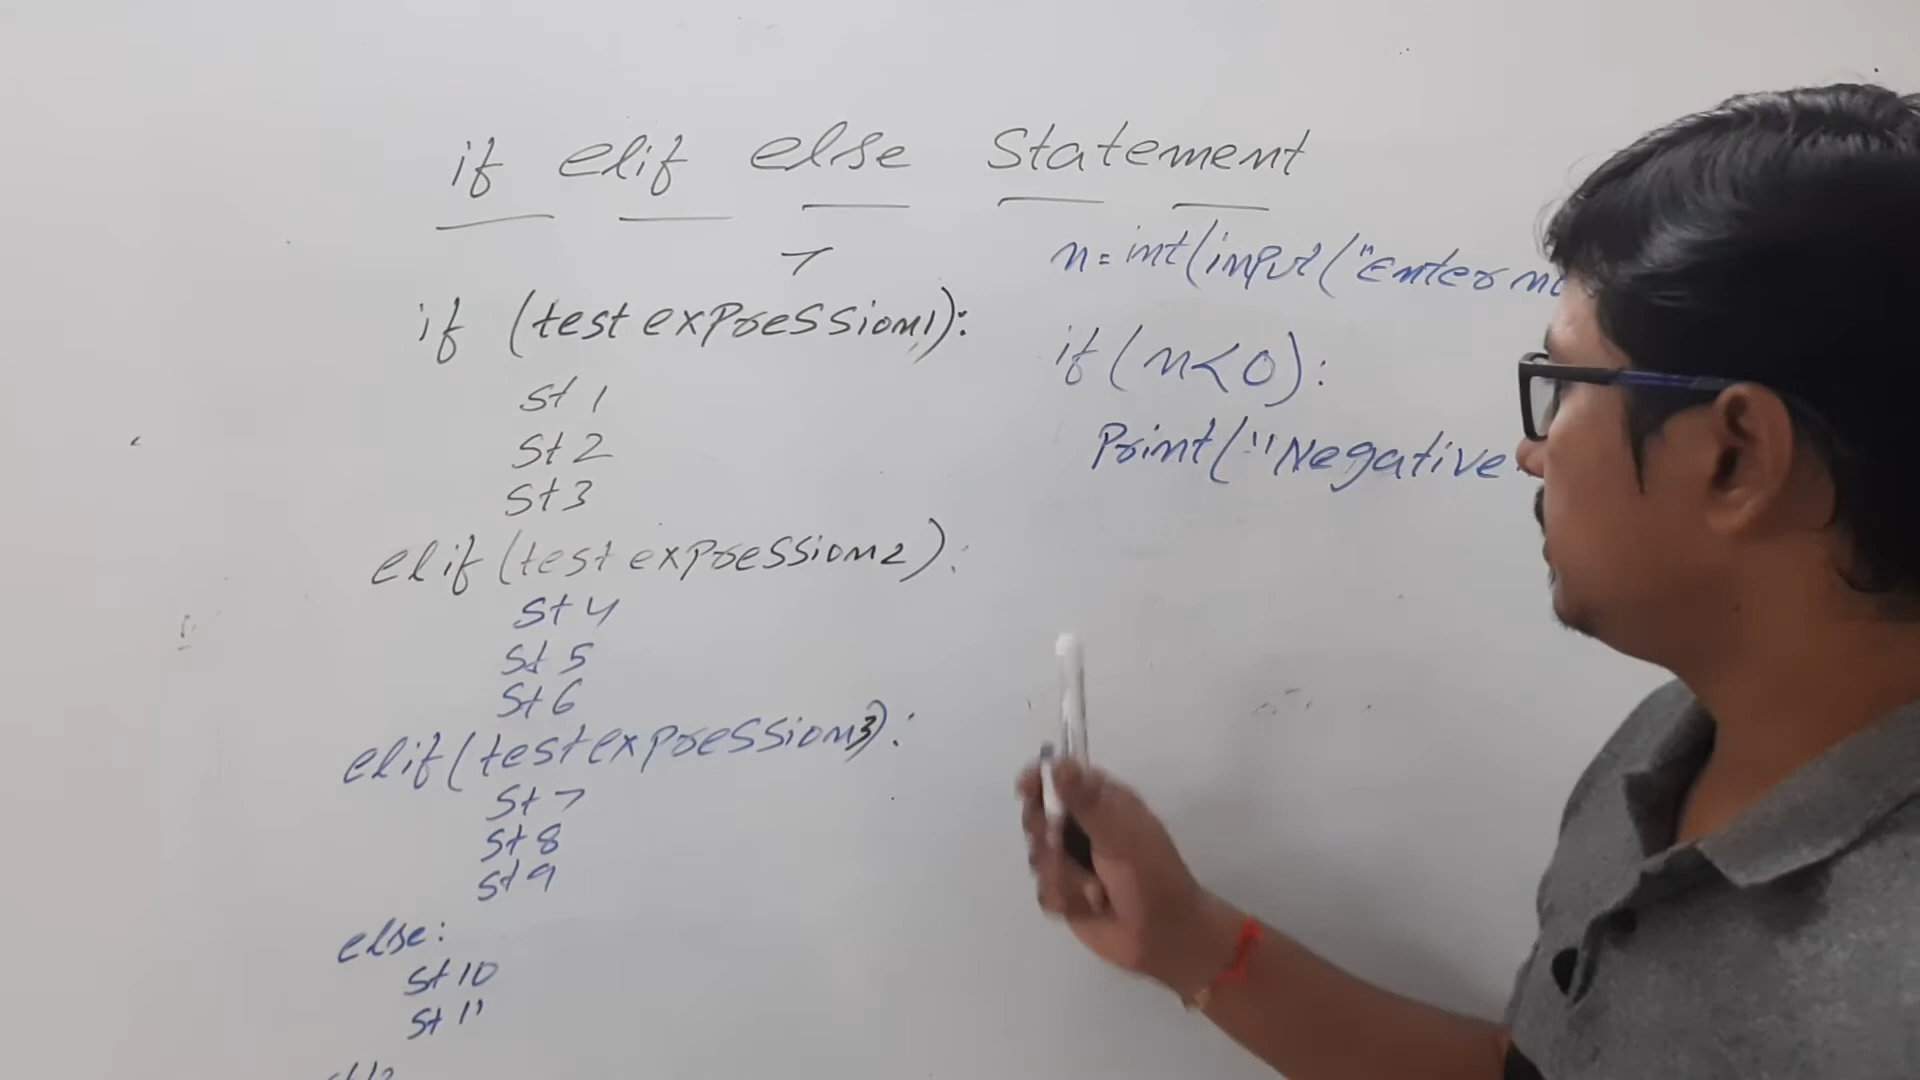 if elif else Statement
if (test expression1):
st 1
st 2
st 3
elif (test expression2):
st 4
st 5
st 6
elif (test expression3):
st 7
st 8
st 9
else:
st 10
st 11
n = int(input("Enter
if (n<0):
Print("Negative